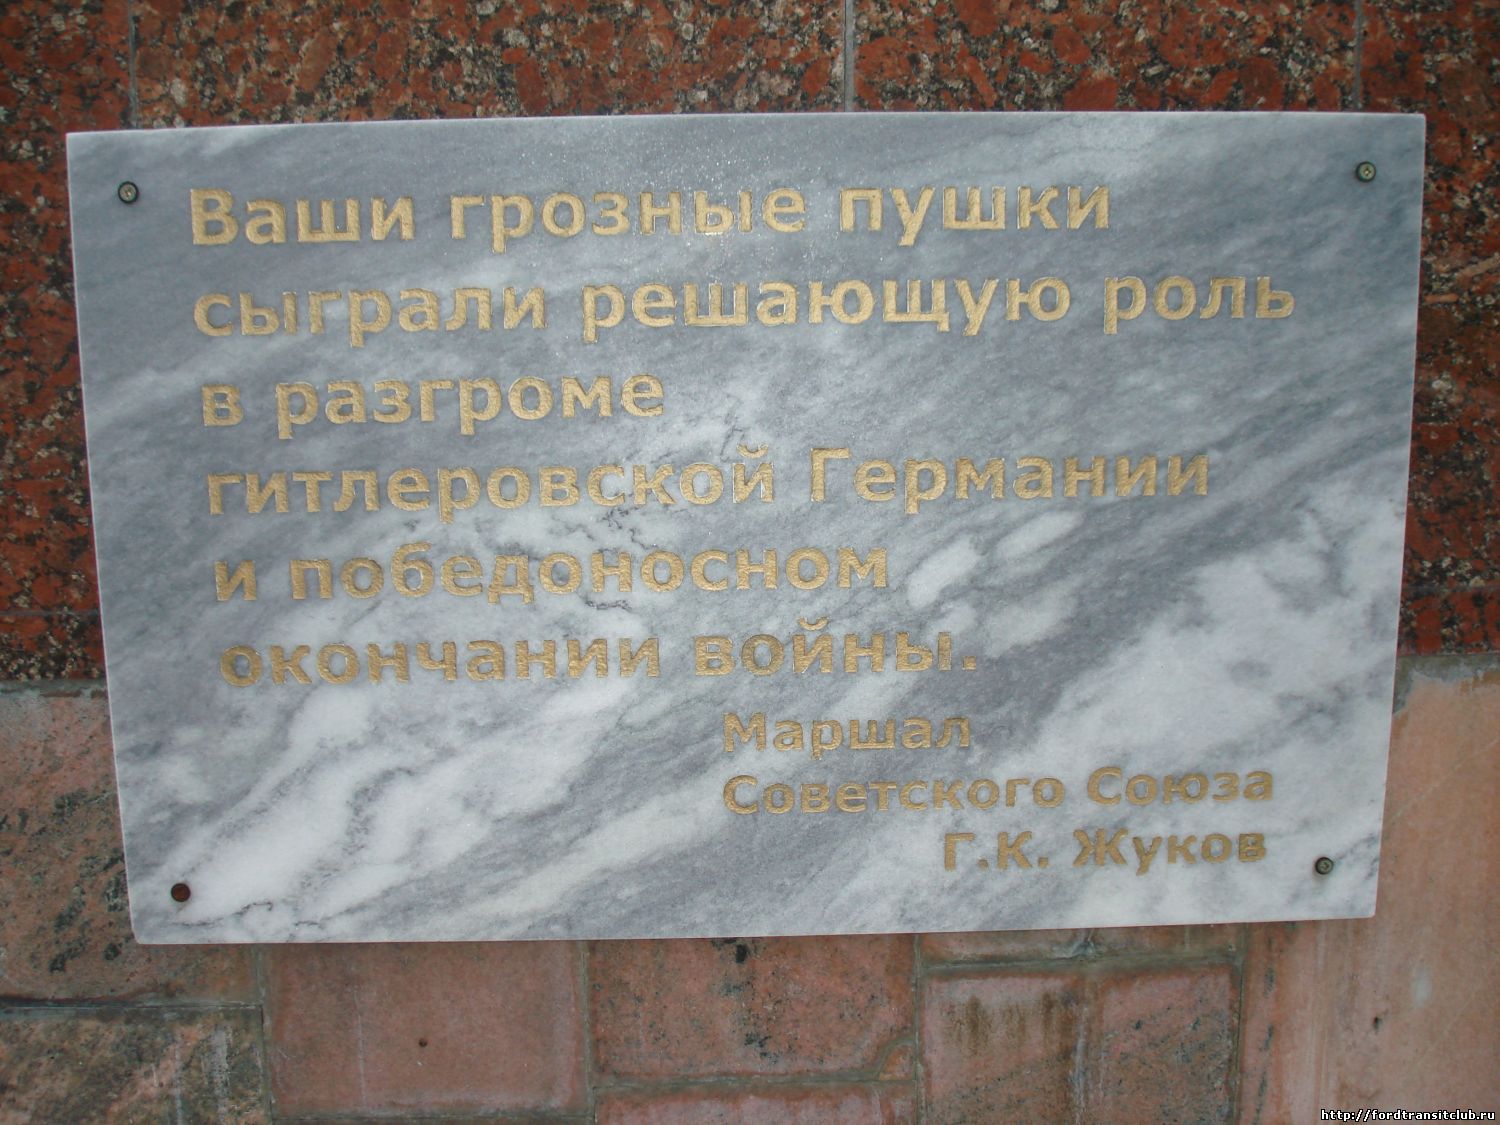 Ваши грозные пушки
сыграли решающую роль
в разгроме
гитлеровской Германии
и победоносном
окончании войны.
Маршал
Советского Союза
Г.К. Жуков
http://fordtransitclub.ru